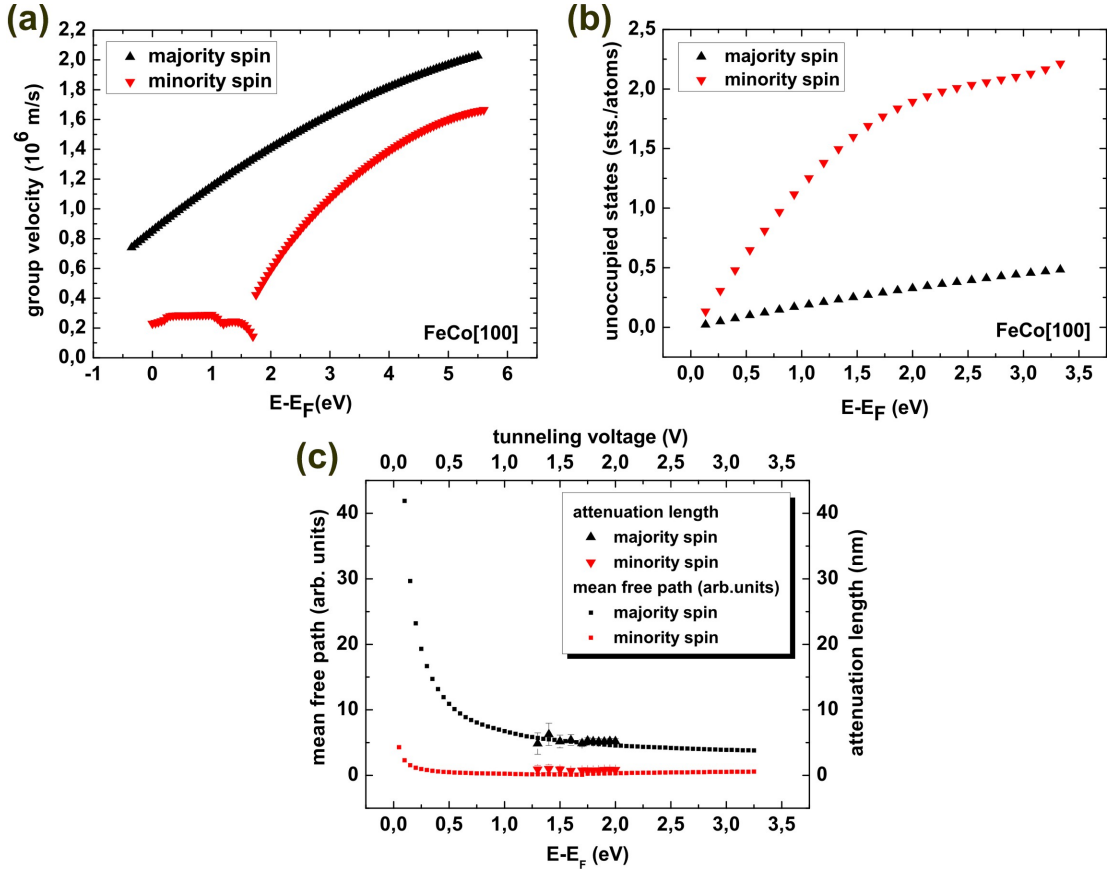 (a)
2,2
2,0
1,8
1,6
1,4
1,2
1,0
0,8
0,6
0,4
0,2
0,0
group velocity (10^6 m/s)
majority spin
minority spin
FeCo[100]
-1 0 1 2 3 4 5 6
E-E_F(eV)
(b)
2,5
2,0
1,5
1,0
0,5
0,0
unoccupied states (sts./atoms)
majority spin
minority spin
FeCo[100]
0,0 0,5 1,0 1,5 2,0 2,5 3,0 3,5
E-E_F (eV)
(c)
tunneling voltage (V)
0,0 0,5 1,0 1,5 2,0 2,5 3,0 3,5
40
30
20
10
0
mean free path (arb. units)
attenuation length
majority spin
minority spin
mean free path (arb.units)
majority spin
minority spin
40
30
20
10
0
attenuation length (nm)
0,0 0,5 1,0 1,5 2,0 2,5 3,0 3,5
E-E_F (eV)